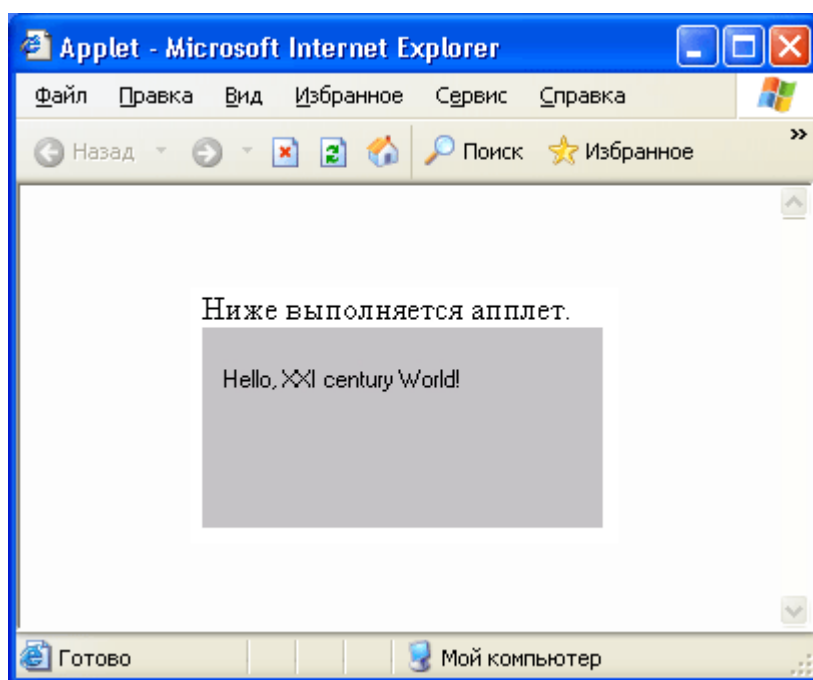 Applet - Microsoft Internet Explorer
Файл Правка Вид Избранное Сервис Справка
Назад Поиск Избранное
Ниже выполняется апплет.
Hello, XXI century World!
Готово Мой компьютер